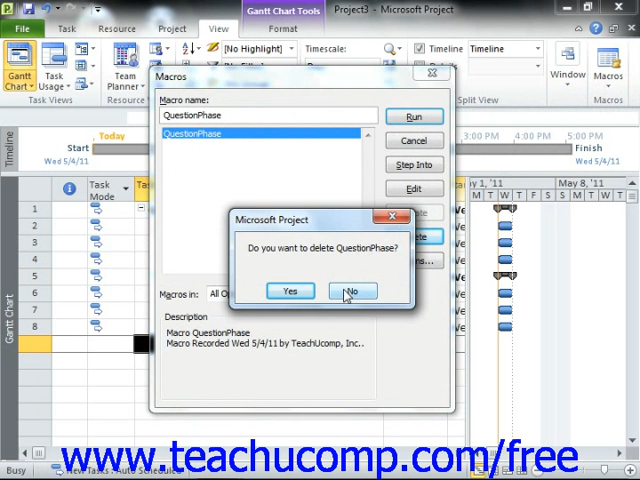 Gantt Chart Tools
Project3 - Microsoft Project
File Task Resource Project View Format
Gantt Chart
Task Usage
Team Planner
[No Highlight]
Timescale:
Timeline
Timeline
Window
Macros
Task Views
Resource
Split View
Macros
Macros
Macro name:
QuestionPhase
QuestionPhase
Run
Cancel
Step Into
Edit
Timeline
Today
Start
Wed 5/4/11
3:00 PM 4:00 PM 5:00 PM
Finish
Wed 5/4/11
Task Mode
May 8, '11
M T W T F S S M T W T F S
1
2
3
4
5
6
7
8
Gantt Chart
Microsoft Project
Do you want to delete QuestionPhase?
Yes
No
Macros in:
Description
Macro QuestionPhase
Macro Recorded Wed 5/4/11 by TeachUcomp, Inc..
Busy
New Tasks : Auto Scheduled
www.teachucomp.com/free